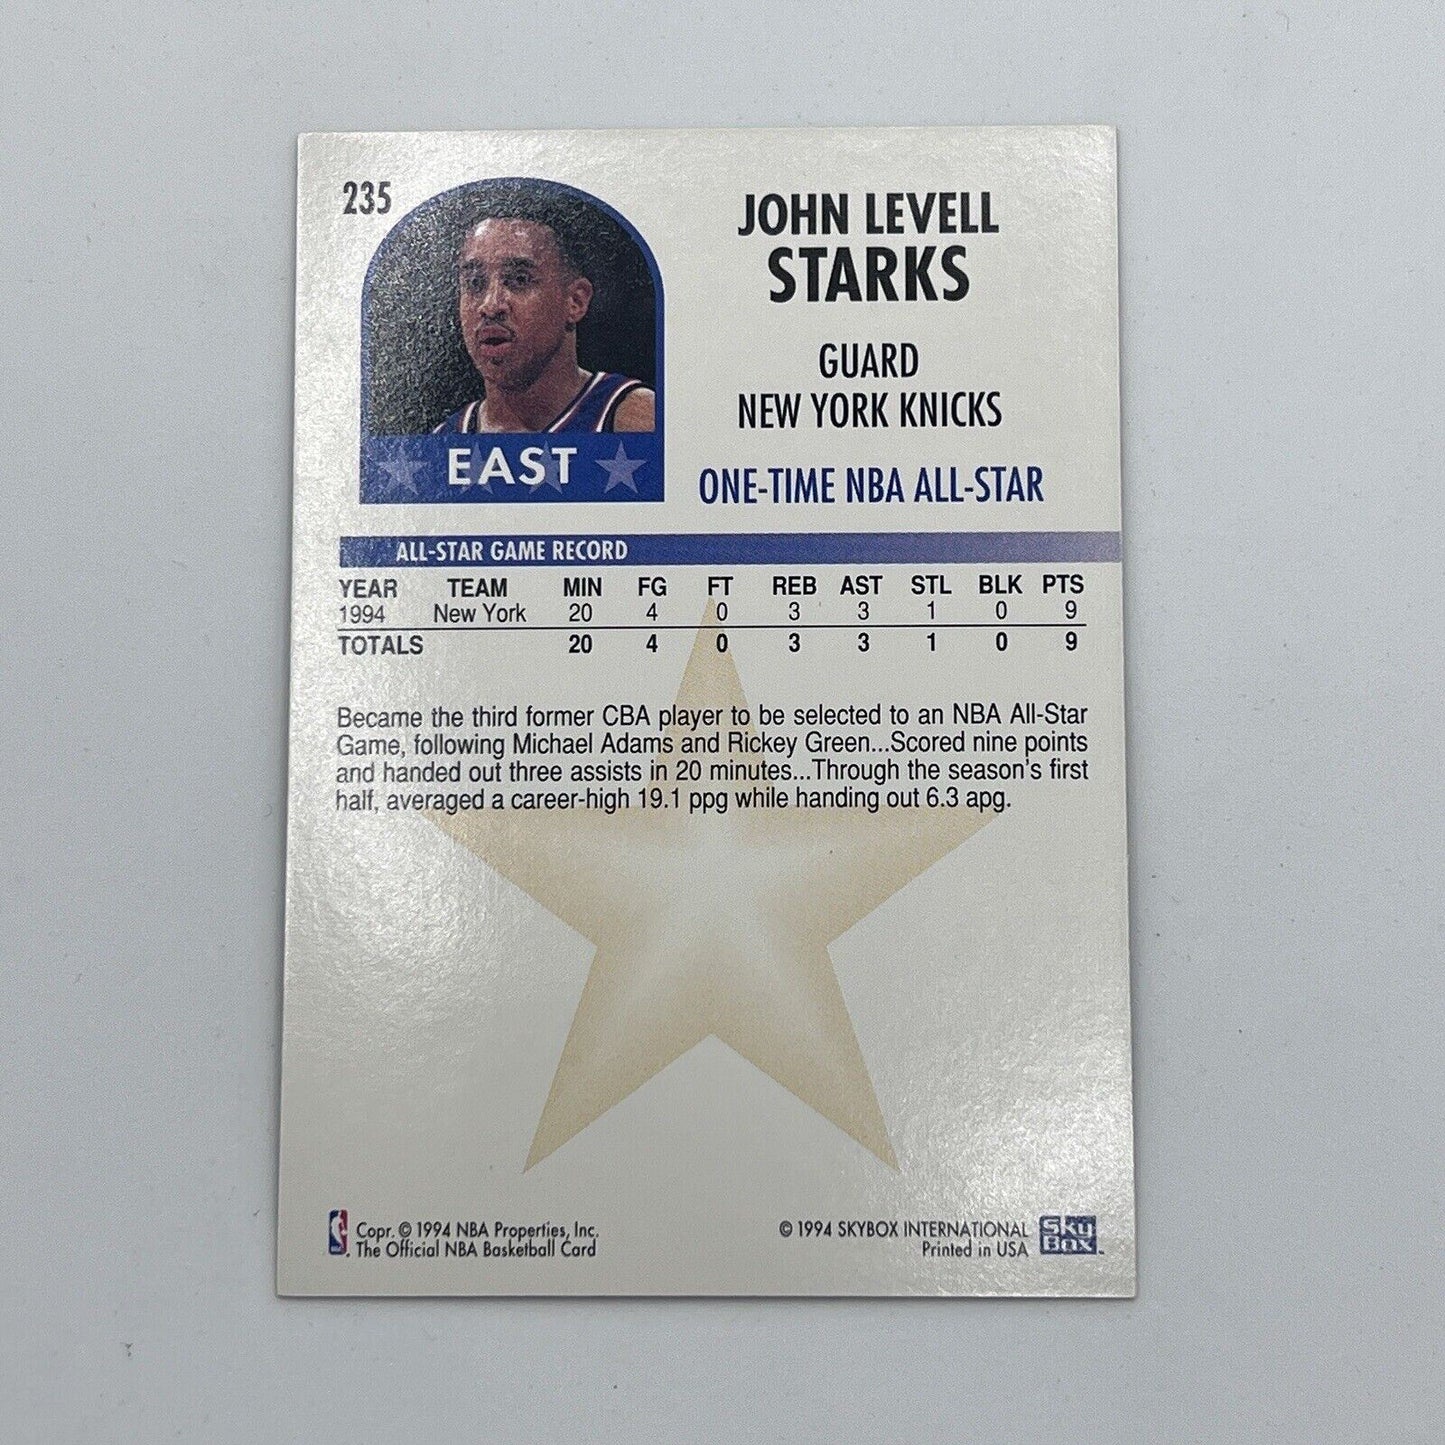 235
JOHN LEVELL
STARKS
GUARD
NEW YORK KNICKS
EAST
ONE-TIME NBA ALL-STAR
ALL-STAR GAME RECORD
YEAR TEAM MIN FG FT REB AST STL BLK PTS
1994 New York 20 4 0 3 3 1 0 9
TOTALS 20 4 0 3 3 1 0 9
Became the third former CBA player to be selected to an NBA All-Star
Game, following Michael Adams and Rickey Green...Scored nine points
and handed out three assists in 20 minutes...Through the season's first
half, averaged a career-high 19.1 ppg while handing out 6.3 apg.
Copr. © 1994 NBA Properties, Inc.
The Official NBA Basketball Card
© 1994 SKYBOX INTERNATIONAL
Printed in USA
SkyBox™